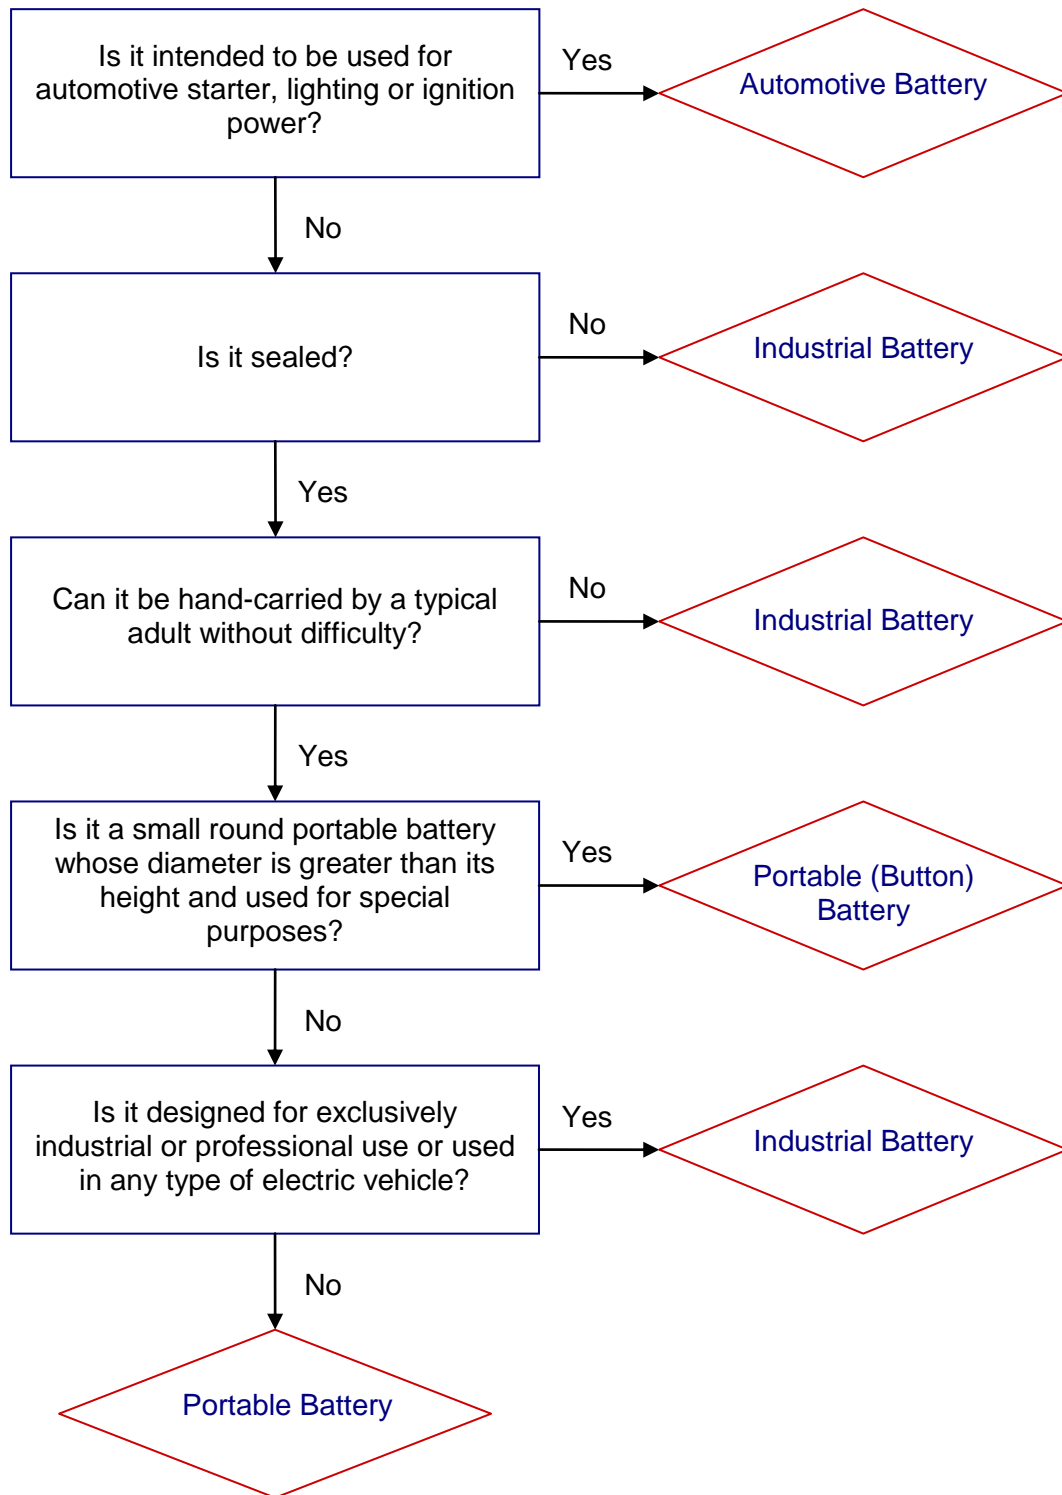 Is it intended to be used for
automotive starter, lighting or ignition
power?
Yes
Automotive Battery
No
Is it sealed?
No
Industrial Battery
Yes
Can it be hand-carried by a typical
adult without difficulty?
No
Industrial Battery
Yes
Is it a small round portable battery
whose diameter is greater than its
height and used for special
purposes?
Yes
Portable (Button)
Battery
No
Is it designed for exclusively
industrial or professional use or used
in any type of electric vehicle?
Yes
Industrial Battery
No
Portable Battery